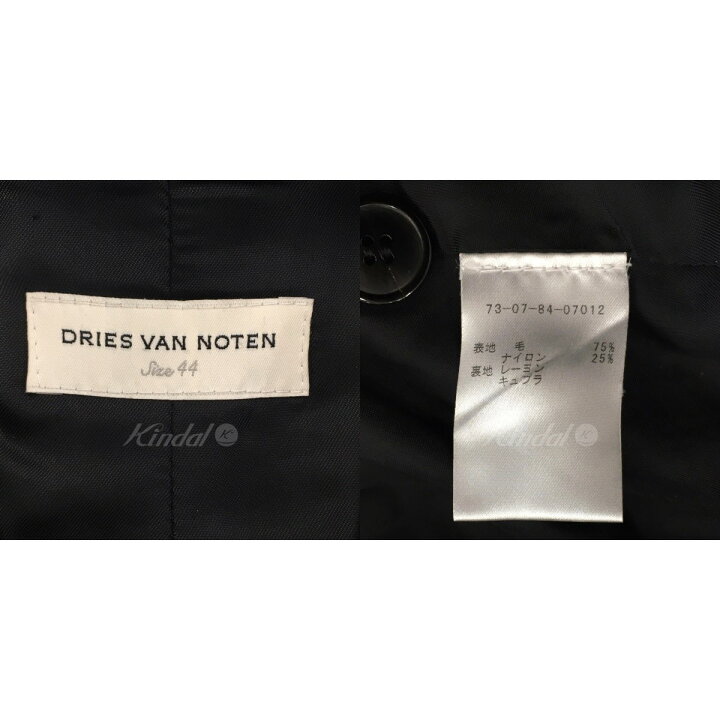 DRIES VAN NOTEN
Size 44
Kindal K
73-07-84-07012
表地 毛 75%
ナイロン 25%
裏地 レーヨン
キュプラ
Kindal K